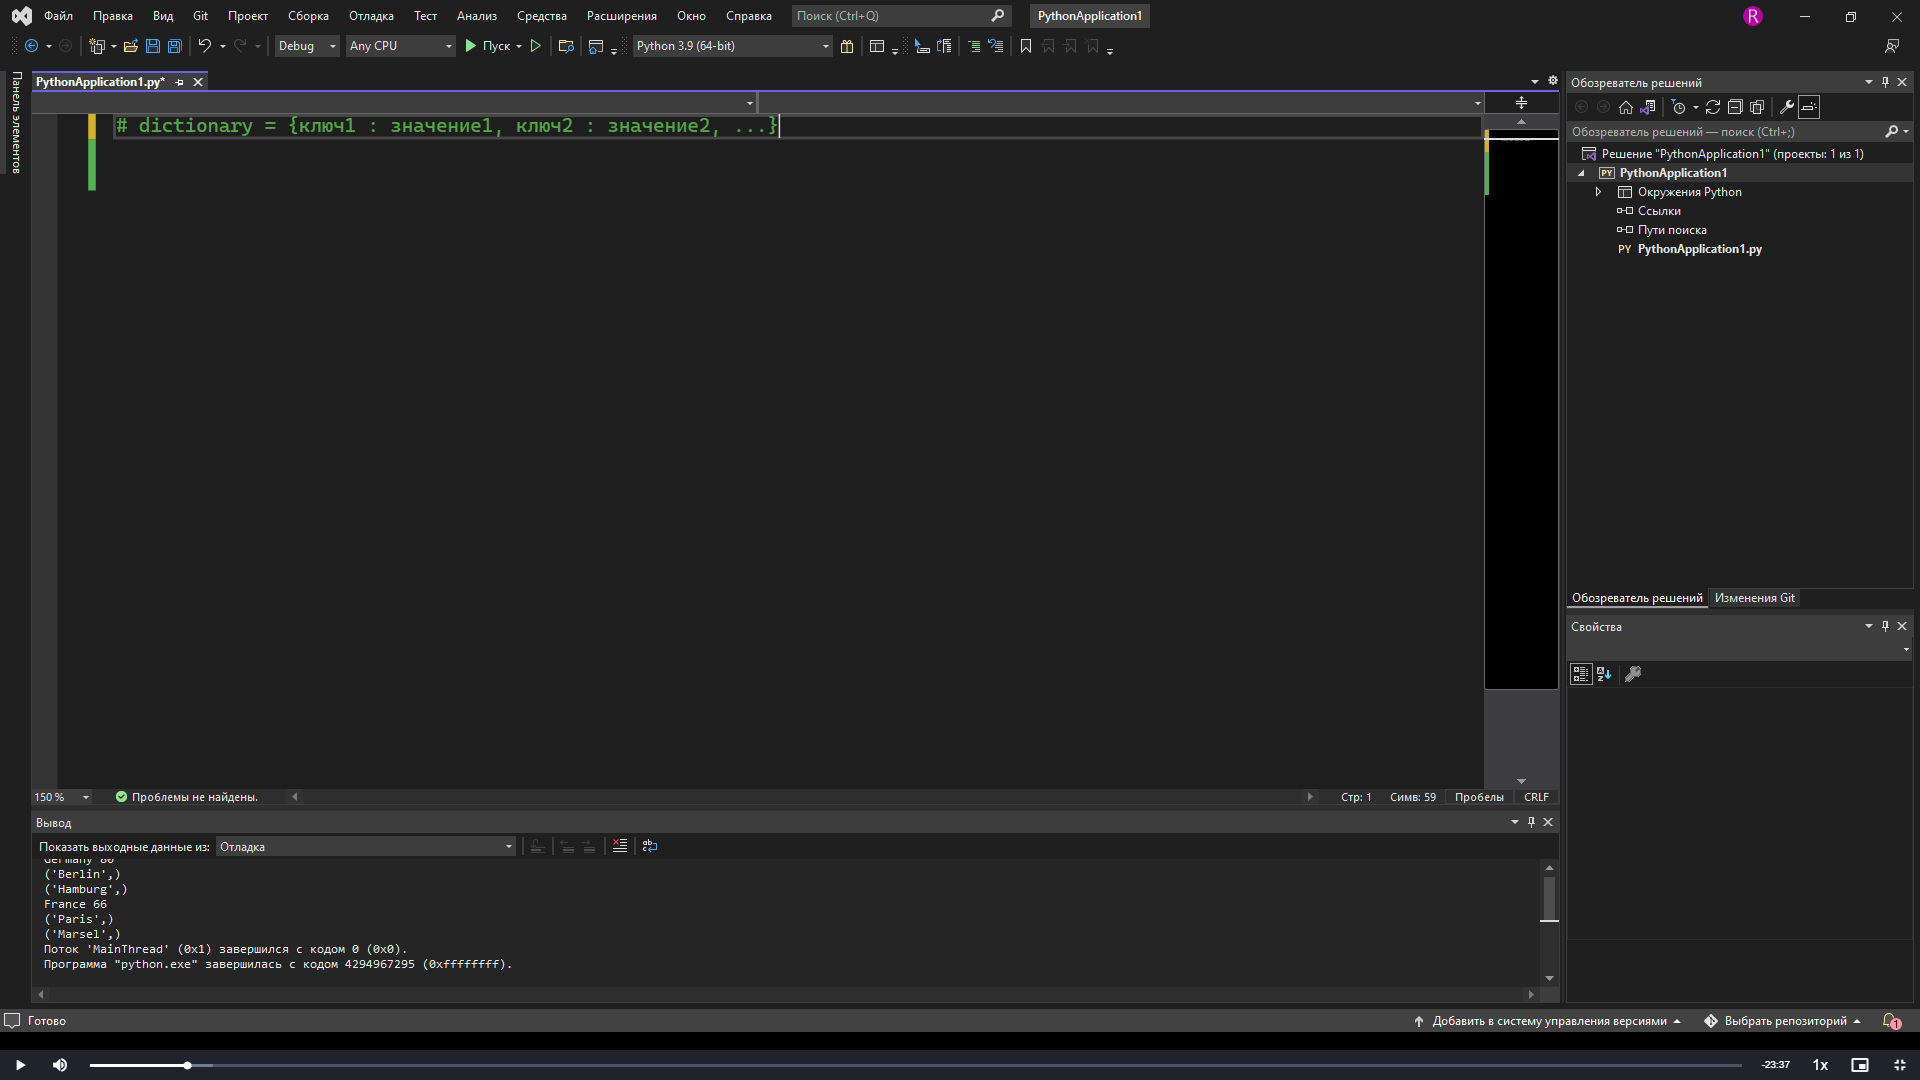 Файл Правка Вид Git Проект Сборка Отладка Тест Анализ Средства Расширения Окно Справка Поиск (Ctrl+Q) PythonApplication1 R
Debug Any CPU Пуск Python 3.9 (64-bit)
Панель элементов
PythonApplication1.py*
# dictionary = {ключ1 : значение1, ключ2 : значение2, ...}
150 % Проблемы не найдены. Стр: 1 Симв: 59 Пробелы CRLF
Вывод
Показать выходные данные из: Отладка
Germany 80
('Berlin',)
('Hamburg',)
France 66
('Paris',)
('Marsel',)
Поток 'MainThread' (0x1) завершился с кодом 0 (0x0).
Программа "python.exe" завершилась с кодом 4294967295 (0xffffffff).
Обозреватель решений
Обозреватель решений — поиск (Ctrl+;)
Решение "PythonApplication1" (проекты: 1 из 1)
PY PythonApplication1
Окружения Python
Ссылки
Пути поиска
PY PythonApplication1.py
Обозреватель решений Изменения Git
Свойства
Готово Добавить в систему управления версиями Выбрать репозиторий 1
-23:37 1x